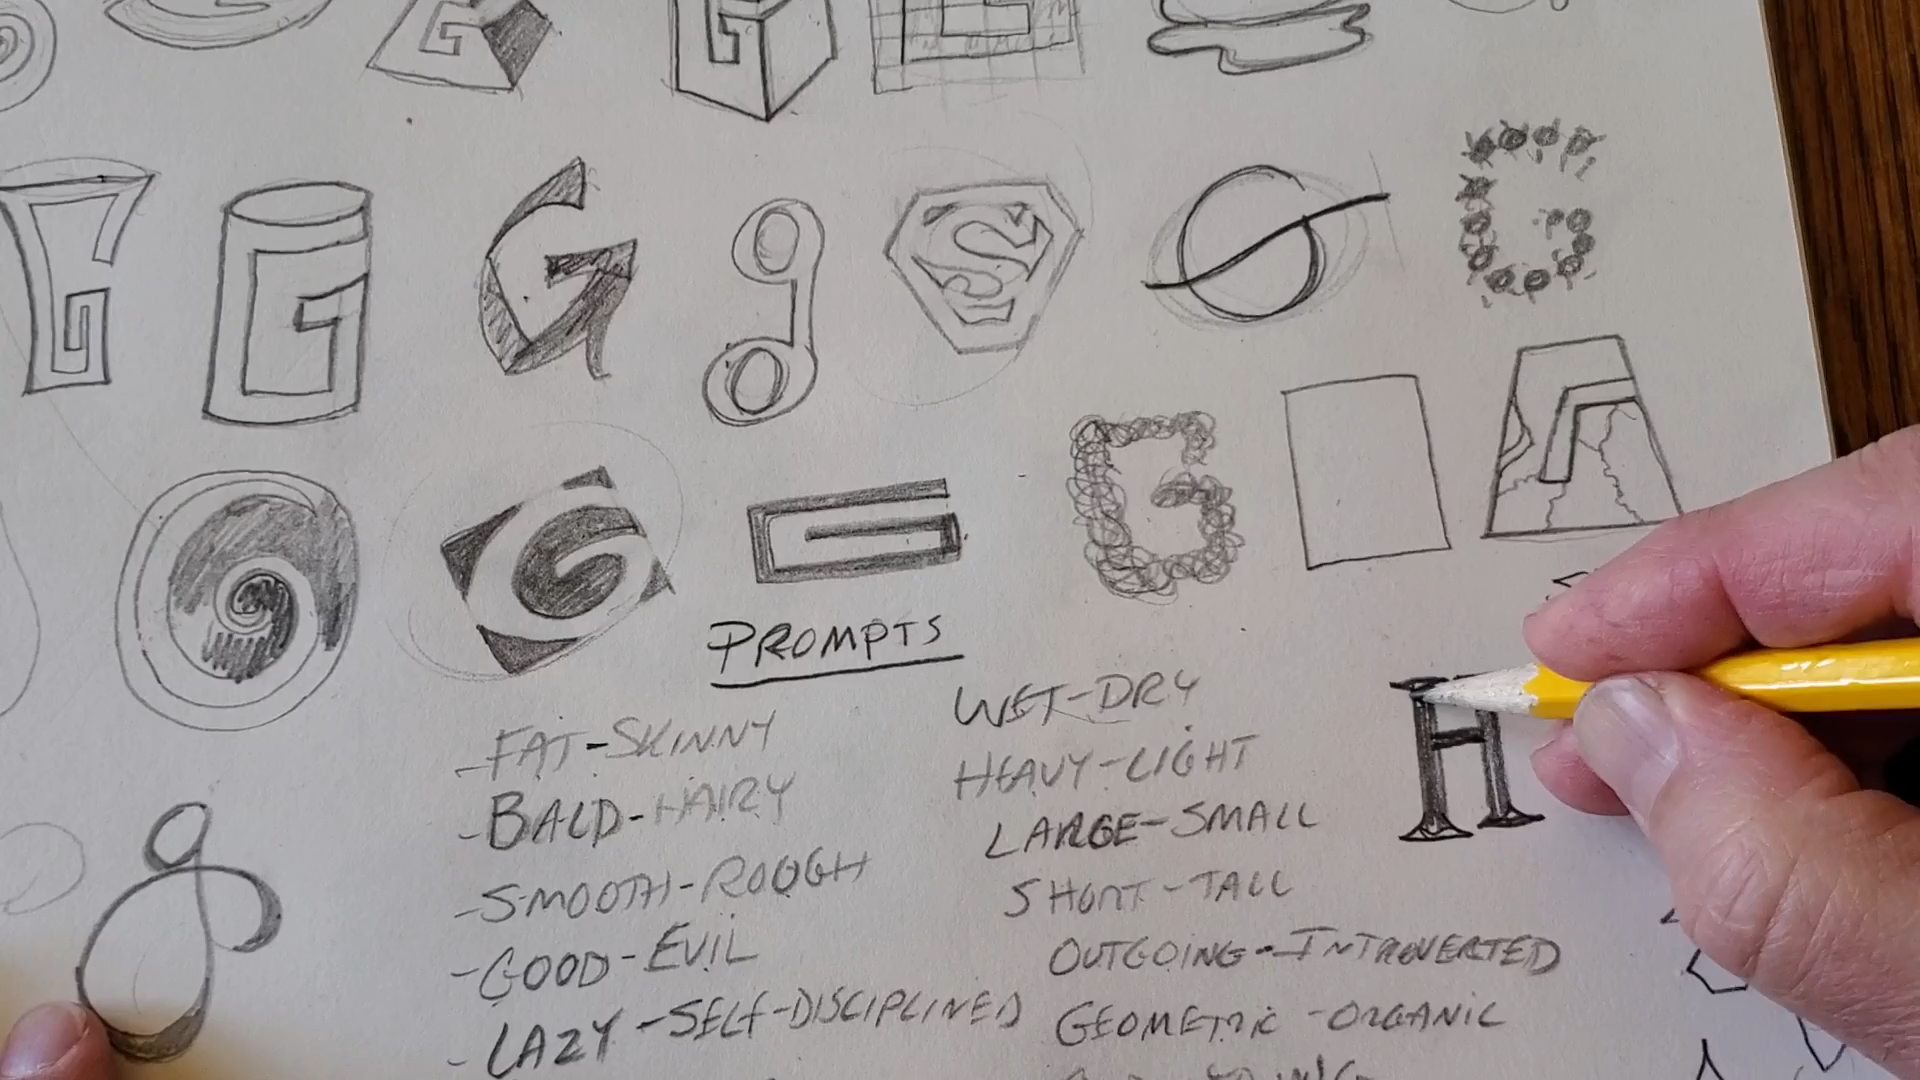 G G G
G G G g S G
G G G G
PROMPTS
-FAT-SKINNY
-BALD-HAIRY
-SMOOTH-ROUGH
-GOOD-EVIL
-LAZY-SELF-DISCIPLINED
WET-DRY
HEAVY-LIGHT
LARGE-SMALL
SHORT-TALL
OUTGOING-INTROVERTED
GEOMETRIC-ORGANIC
H
g